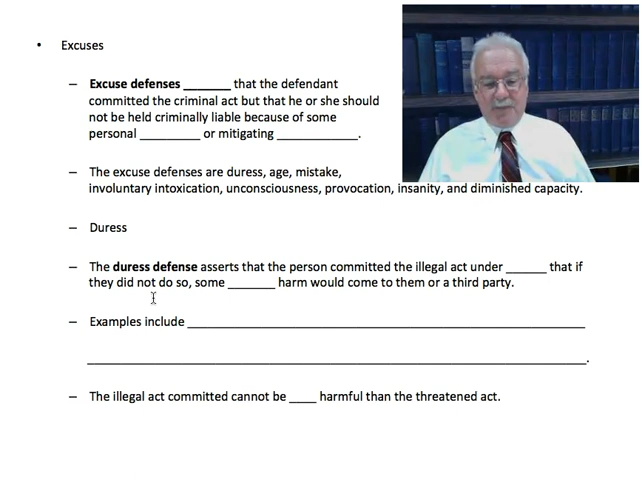 • Excuses
– Excuse defenses _______ that the defendant
committed the criminal act but that he or she should
not be held criminally liable because of some
personal _________ or mitigating ____________.
– The excuse defenses are duress, age, mistake,
involuntary intoxication, unconsciousness, provocation, insanity, and diminished capacity.
– Duress
– The duress defense asserts that the person committed the illegal act under ______ that if
they did not do so, some _______ harm would come to them or a third party.
– Examples include ____________________________________________________________
___________________________________________________________________________.
– The illegal act committed cannot be ____ harmful than the threatened act.